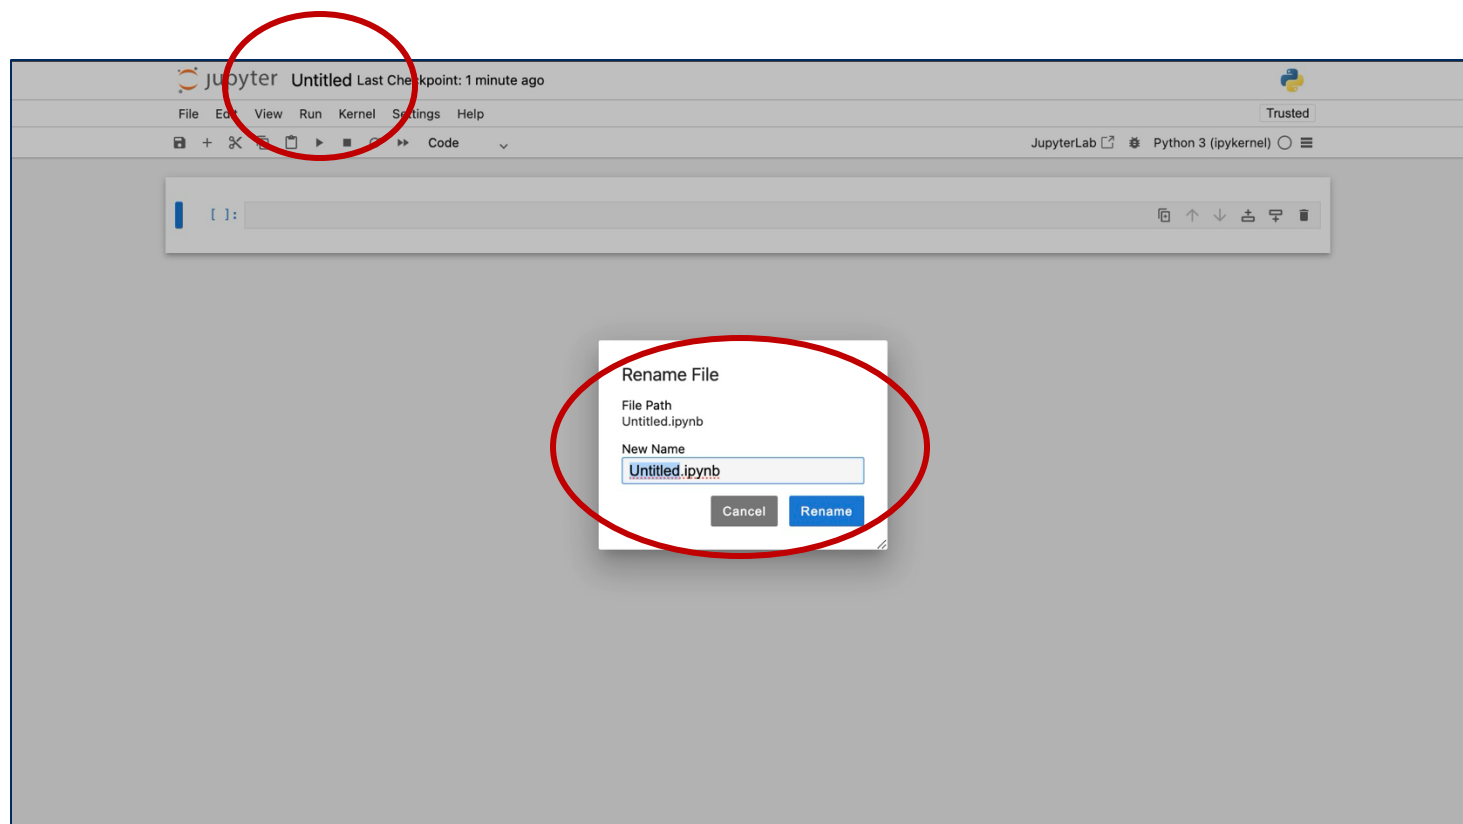 jupyter Untitled Last Checkpoint: 1 minute ago
File Edit View Run Kernel Settings Help Trusted
Code JupyterLab Python 3 (ipykernel)
[ ]:
Rename File
File Path
Untitled.ipynb
New Name
Untitled.ipynb
Cancel Rename